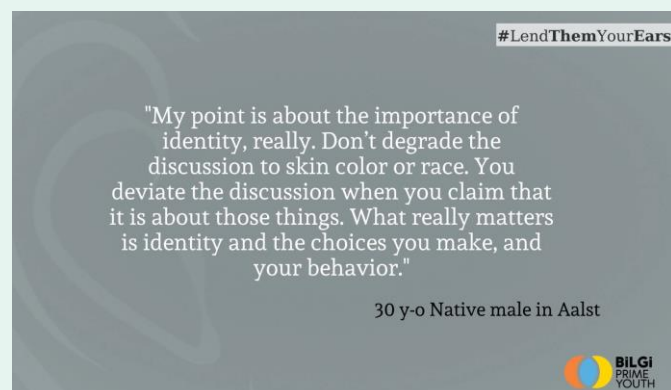 #LendThemYourEars
"My point is about the importance of
identity, really. Don’t degrade the
discussion to skin color or race. You
deviate the discussion when you claim that
it is about those things. What really matters
is identity and the choices you make, and
your behavior."
30 y-o Native male in Aalst
BiLGi
PRIME
YOUTH